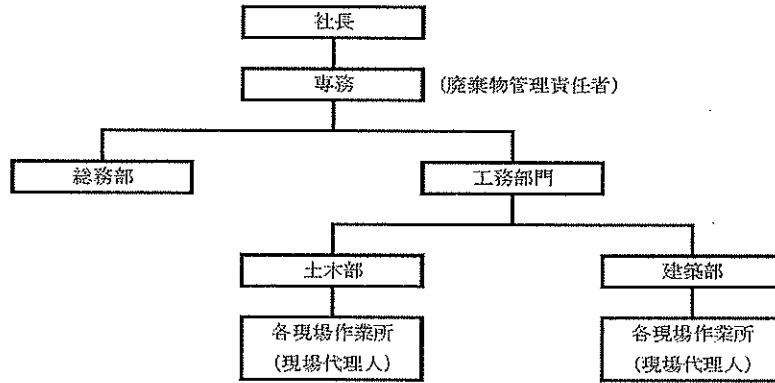 社長
専務 (廃棄物管理責任者)
総務部 工務部門
土木部 建築部
各現場作業所 各現場作業所
(現場代理人) (現場代理人)